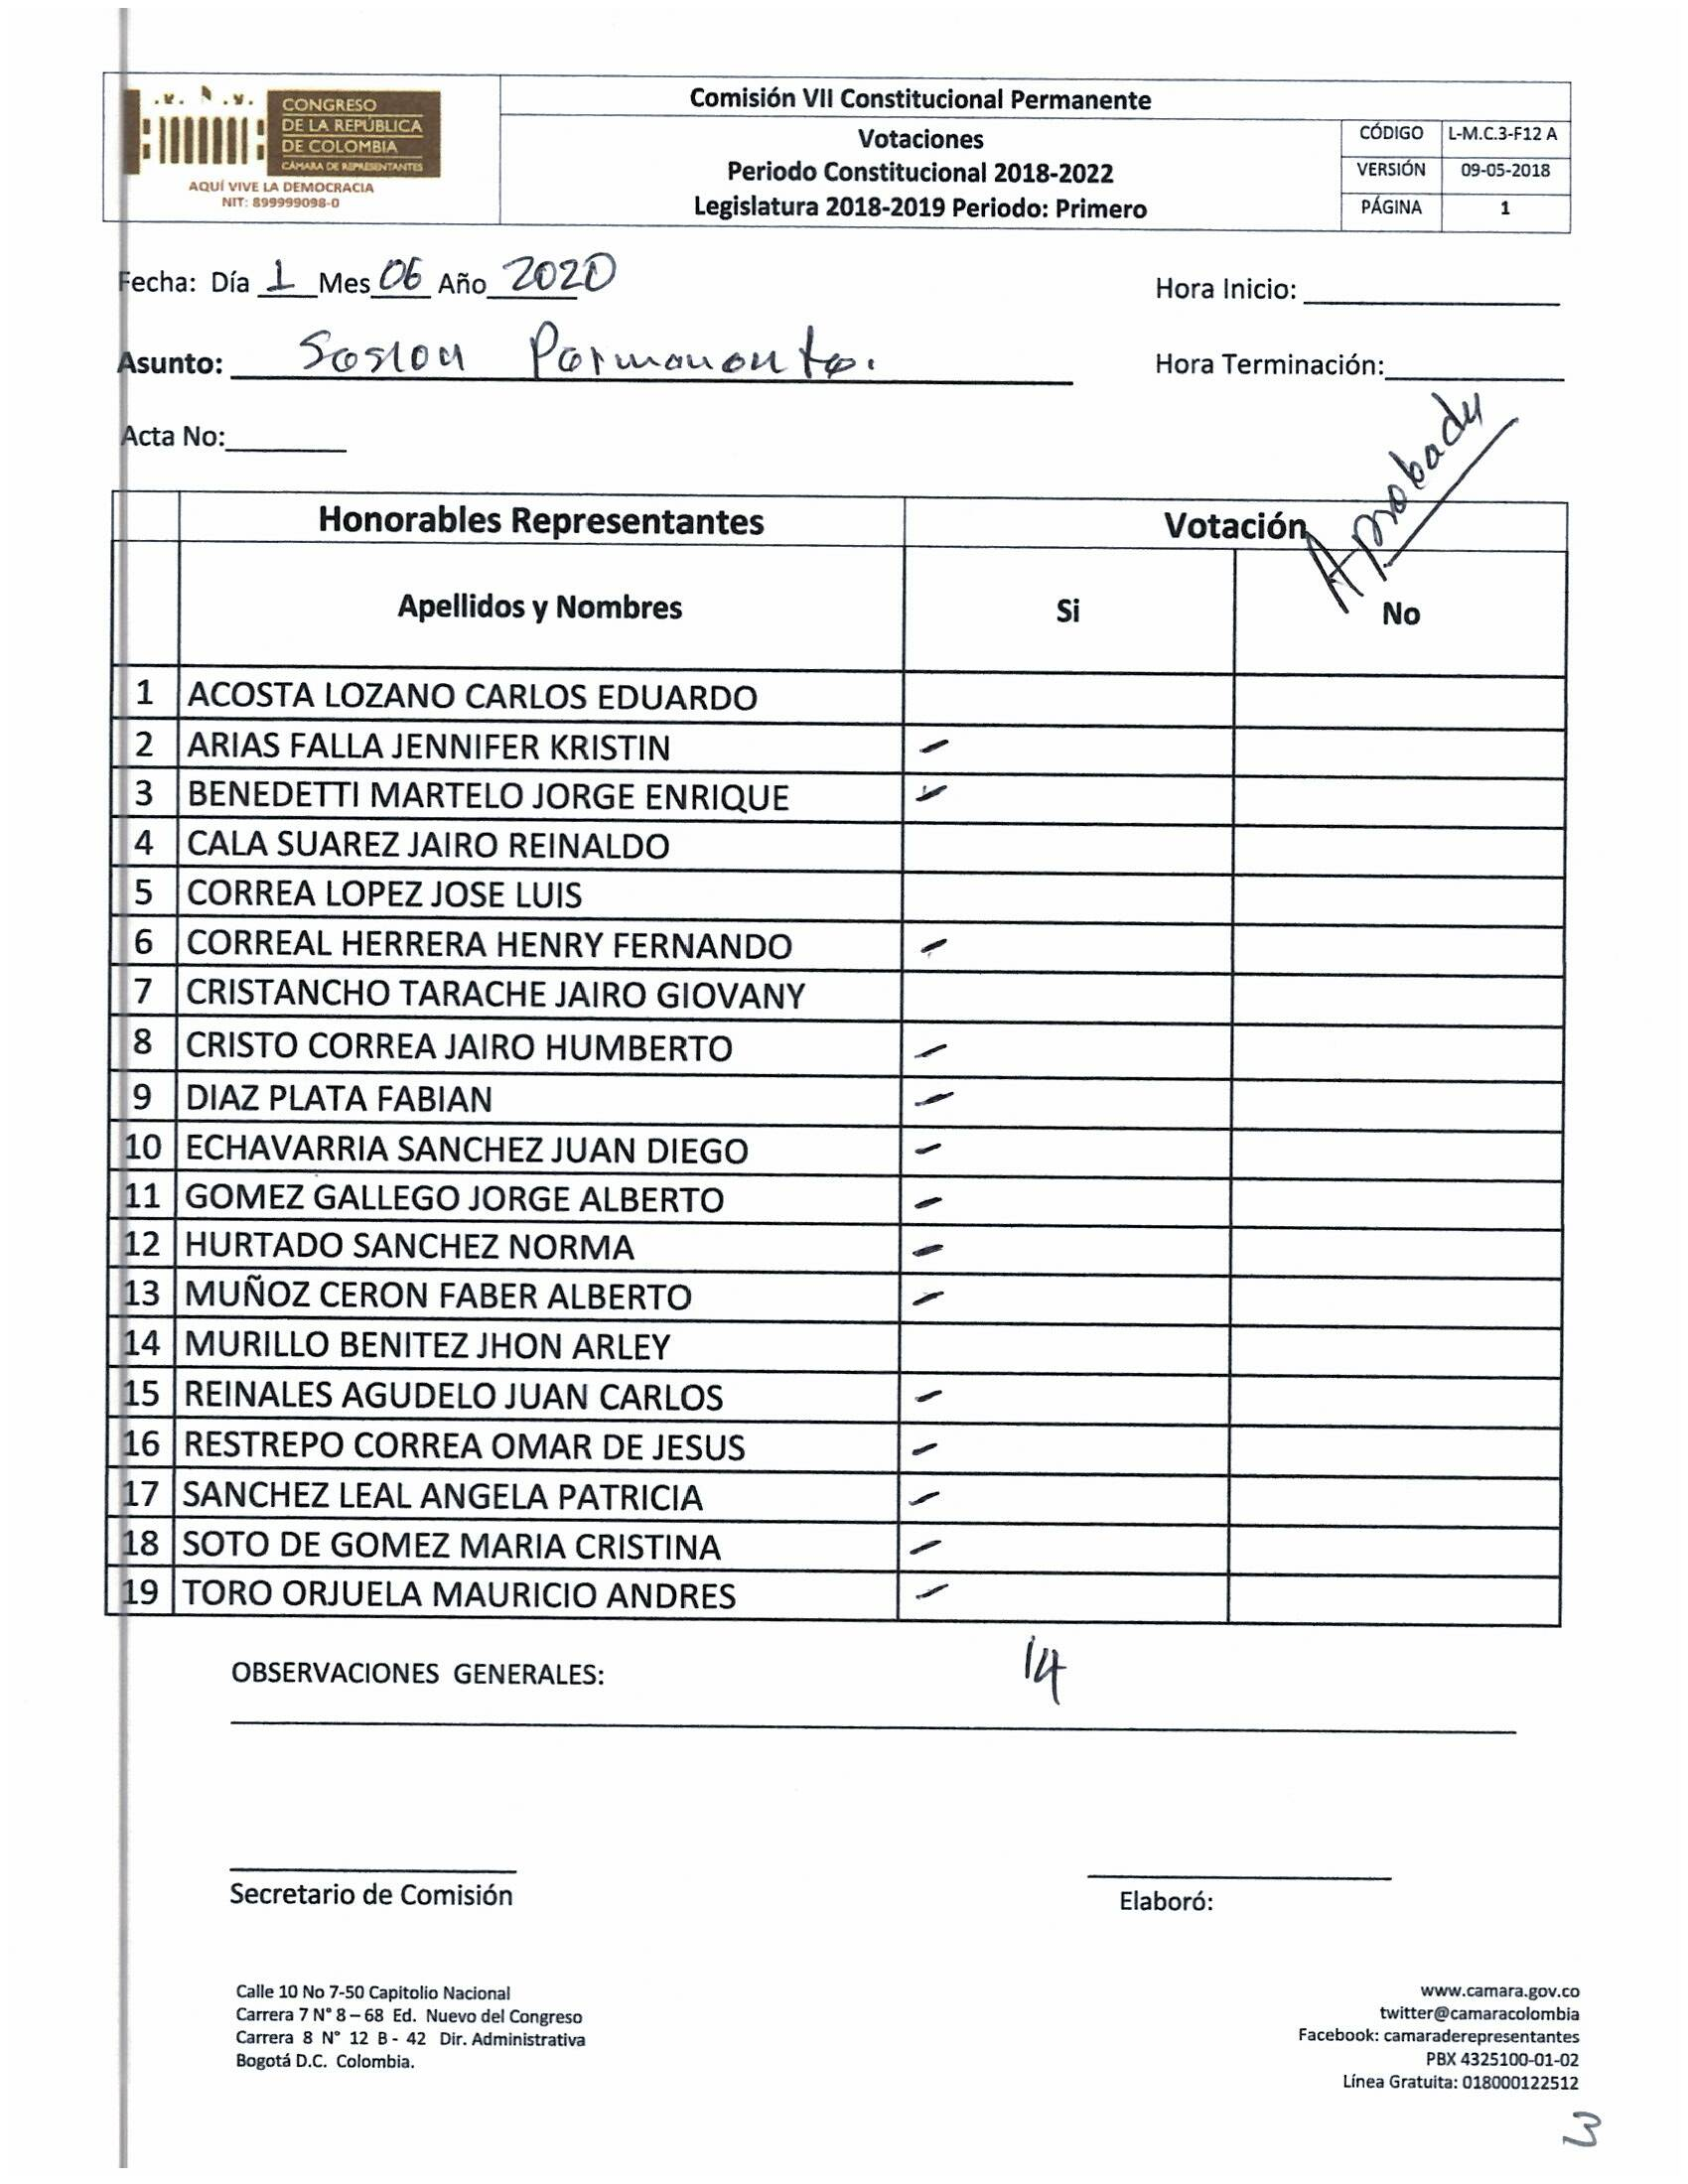 CONGRESO
DE LA REPÚBLICA
DE COLOMBIA
CÁMARA DE REPRESENTANTES
AQUÍ VIVE LA DEMOCRACIA
NIT: 899999098-0
Comisión VII Constitucional Permanente
Votaciones
Periodo Constitucional 2018-2022
Legislatura 2018-2019 Periodo: Primero
CÓDIGO L-M.C.3-F12 A
VERSIÓN 09-05-2018
PÁGINA 1
Fecha: Día 1 Mes 06 Año 2020
Hora Inicio:
Asunto: Sesion Permanente.
Hora Terminación:
Acta No:
Aprobada
Honorables Representantes Votación
Apellidos y Nombres Si No
1 ACOSTA LOZANO CARLOS EDUARDO
2 ARIAS FALLA JENNIFER KRISTIN
3 BENEDETTI MARTELO JORGE ENRIQUE
4 CALA SUAREZ JAIRO REINALDO
5 CORREA LOPEZ JOSE LUIS
6 CORREAL HERRERA HENRY FERNANDO
7 CRISTANCHO TARACHE JAIRO GIOVANY
8 CRISTO CORREA JAIRO HUMBERTO
9 DIAZ PLATA FABIAN
10 ECHAVARRIA SANCHEZ JUAN DIEGO
11 GOMEZ GALLEGO JORGE ALBERTO
12 HURTADO SANCHEZ NORMA
13 MUÑOZ CERON FABER ALBERTO
14 MURILLO BENITEZ JHON ARLEY
15 REINALES AGUDELO JUAN CARLOS
16 RESTREPO CORREA OMAR DE JESUS
17 SANCHEZ LEAL ANGELA PATRICIA
18 SOTO DE GOMEZ MARIA CRISTINA
19 TORO ORJUELA MAURICIO ANDRES
OBSERVACIONES GENERALES: 14
Secretario de Comisión
Elaboró:
Calle 10 No 7-50 Capitolio Nacional
Carrera 7 N° 8 – 68 Ed. Nuevo del Congreso
Carrera 8 N° 12 B - 42 Dir. Administrativa
Bogotá D.C. Colombia.
www.camara.gov.co
twitter@camaracolombia
Facebook: camaraderepresentantes
PBX 4325100-01-02
Línea Gratuita: 018000122512
3